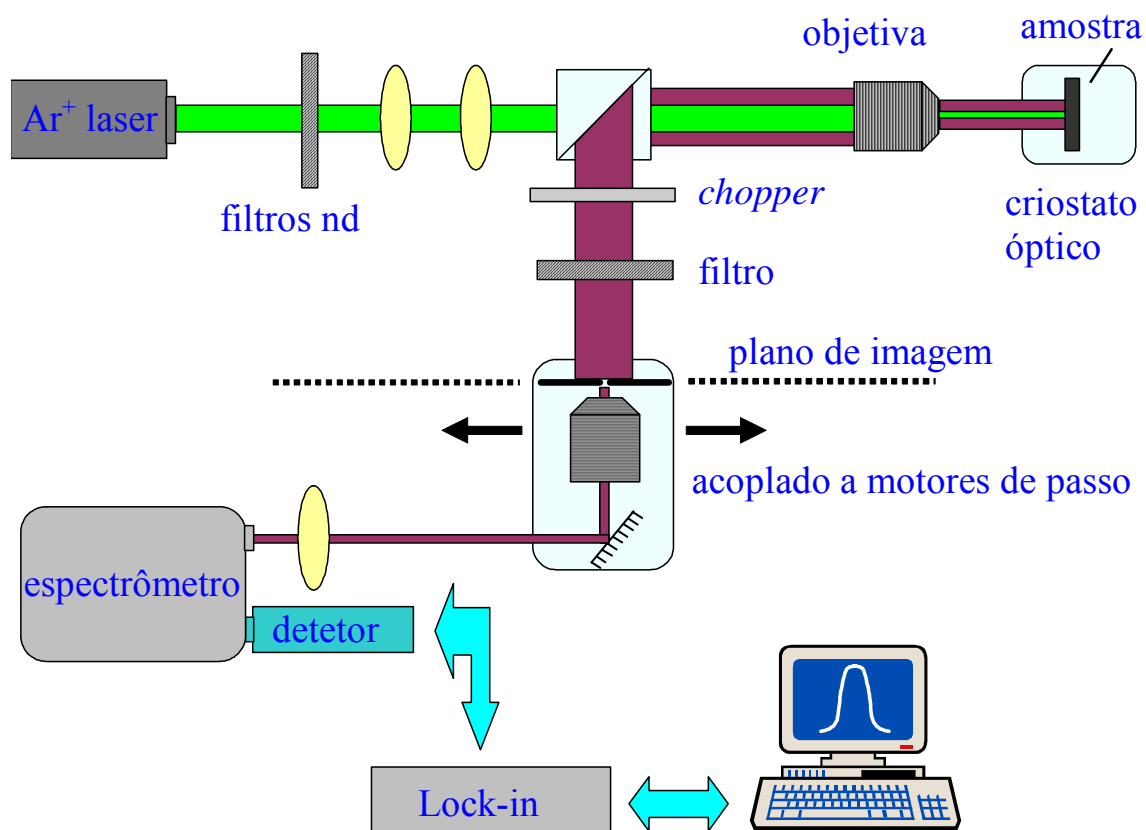 objetiva
amostra
Ar⁺ laser
filtros nd
chopper
criostato
óptico
filtro
plano de imagem
acoplado a motores de passo
espectrômetro
detetor
Lock-in